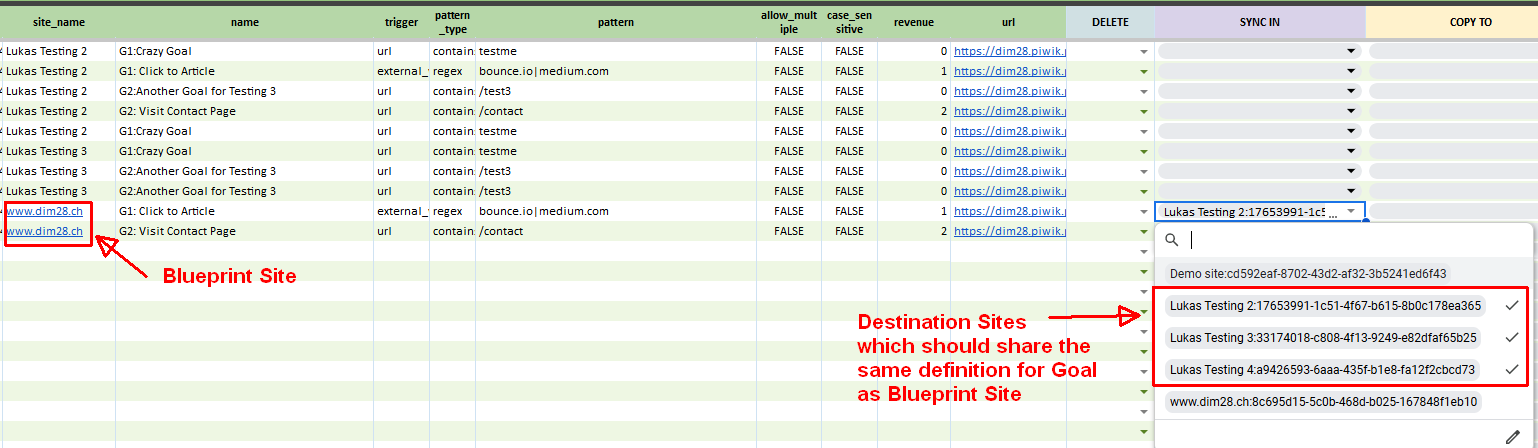 site_name name trigger pattern_type pattern allow_multiple case_sensitive revenue url DELETE SYNC IN COPY TO
Lukas Testing 2 G1:Crazy Goal url contain: testme FALSE FALSE 0 https://dim28.piwik.
Lukas Testing 2 G1: Click to Article external_ regex bounce.io|medium.com FALSE FALSE 1 https://dim28.piwik.
Lukas Testing 2 G2:Another Goal for Testing 3 url contain: /test3 FALSE FALSE 0 https://dim28.piwik.
Lukas Testing 2 G2: Visit Contact Page url contain: /contact FALSE FALSE 2 https://dim28.piwik.
Lukas Testing 2 G1:Crazy Goal url contain: testme FALSE FALSE 0 https://dim28.piwik.
Lukas Testing 3 G1:Crazy Goal url contain: testme FALSE FALSE 0 https://dim28.piwik.
Lukas Testing 3 G2:Another Goal for Testing 3 url contain: /test3 FALSE FALSE 0 https://dim28.piwik.
Lukas Testing 3 G2:Another Goal for Testing 3 url contain: /test3 FALSE FALSE 0 https://dim28.piwik.
www.dim28.ch G1: Click to Article external_ regex bounce.io|medium.com FALSE FALSE 1 https://dim28.piwik. Lukas Testing 2:17653991-1c5 ...
www.dim28.ch G2: Visit Contact Page url contain: /contact FALSE FALSE 2 https://dim28.piwik.
Blueprint Site
Destination Sites
which should share the
same definition for Goal
as Blueprint Site
Demo site:cd592eaf-8702-43d2-af32-3b5241ed6f43
Lukas Testing 2:17653991-1c51-4f67-b615-8b0c178ea365
Lukas Testing 3:33174018-c808-4f13-9249-e82dfaf65b25
Lukas Testing 4:a9426593-6aaa-435f-b1e8-fa12f2cbcd73
www.dim28.ch:8c695d15-5c0b-468d-b025-167848f1eb10